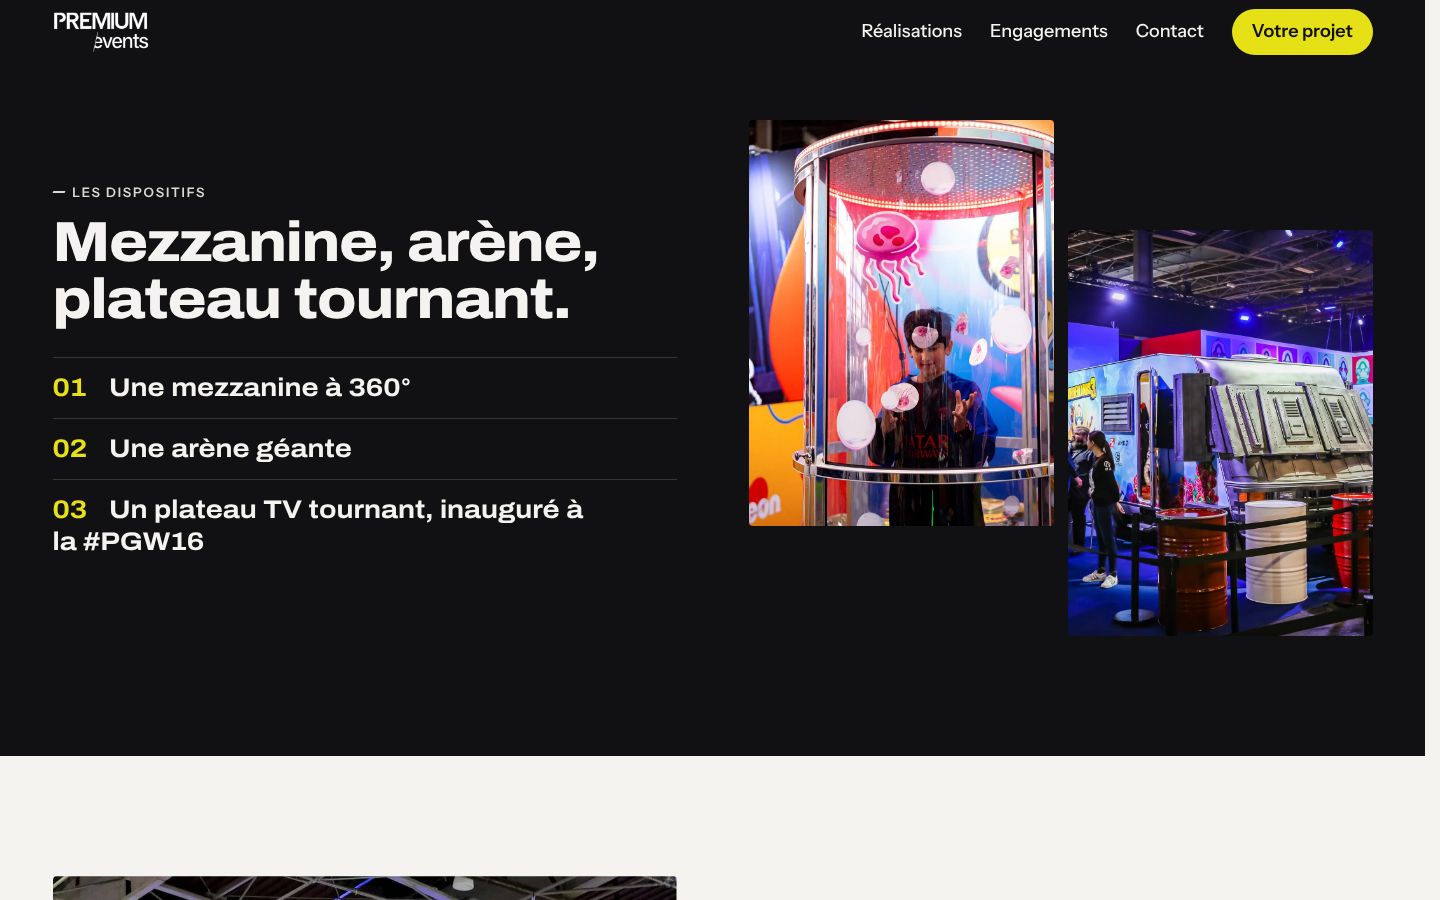 PREMIUM
events
Réalisations
Engagements
Contact
Votre projet
LES DISPOSITIFS
Mezzanine, arène,
plateau tournant.
01 Une mezzanine à 360°
02 Une arène géante
03 Un plateau TV tournant, inauguré à
la #PGW16